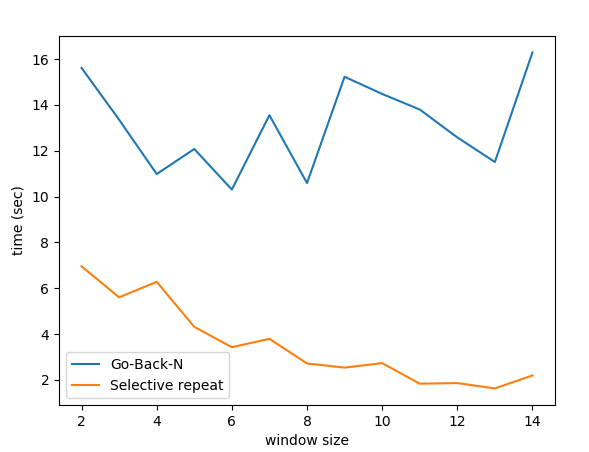 16
14
12
10
8
6
4
2
time (sec)
Go-Back-N
Selective repeat
2 4 6 8 10 12 14
window size